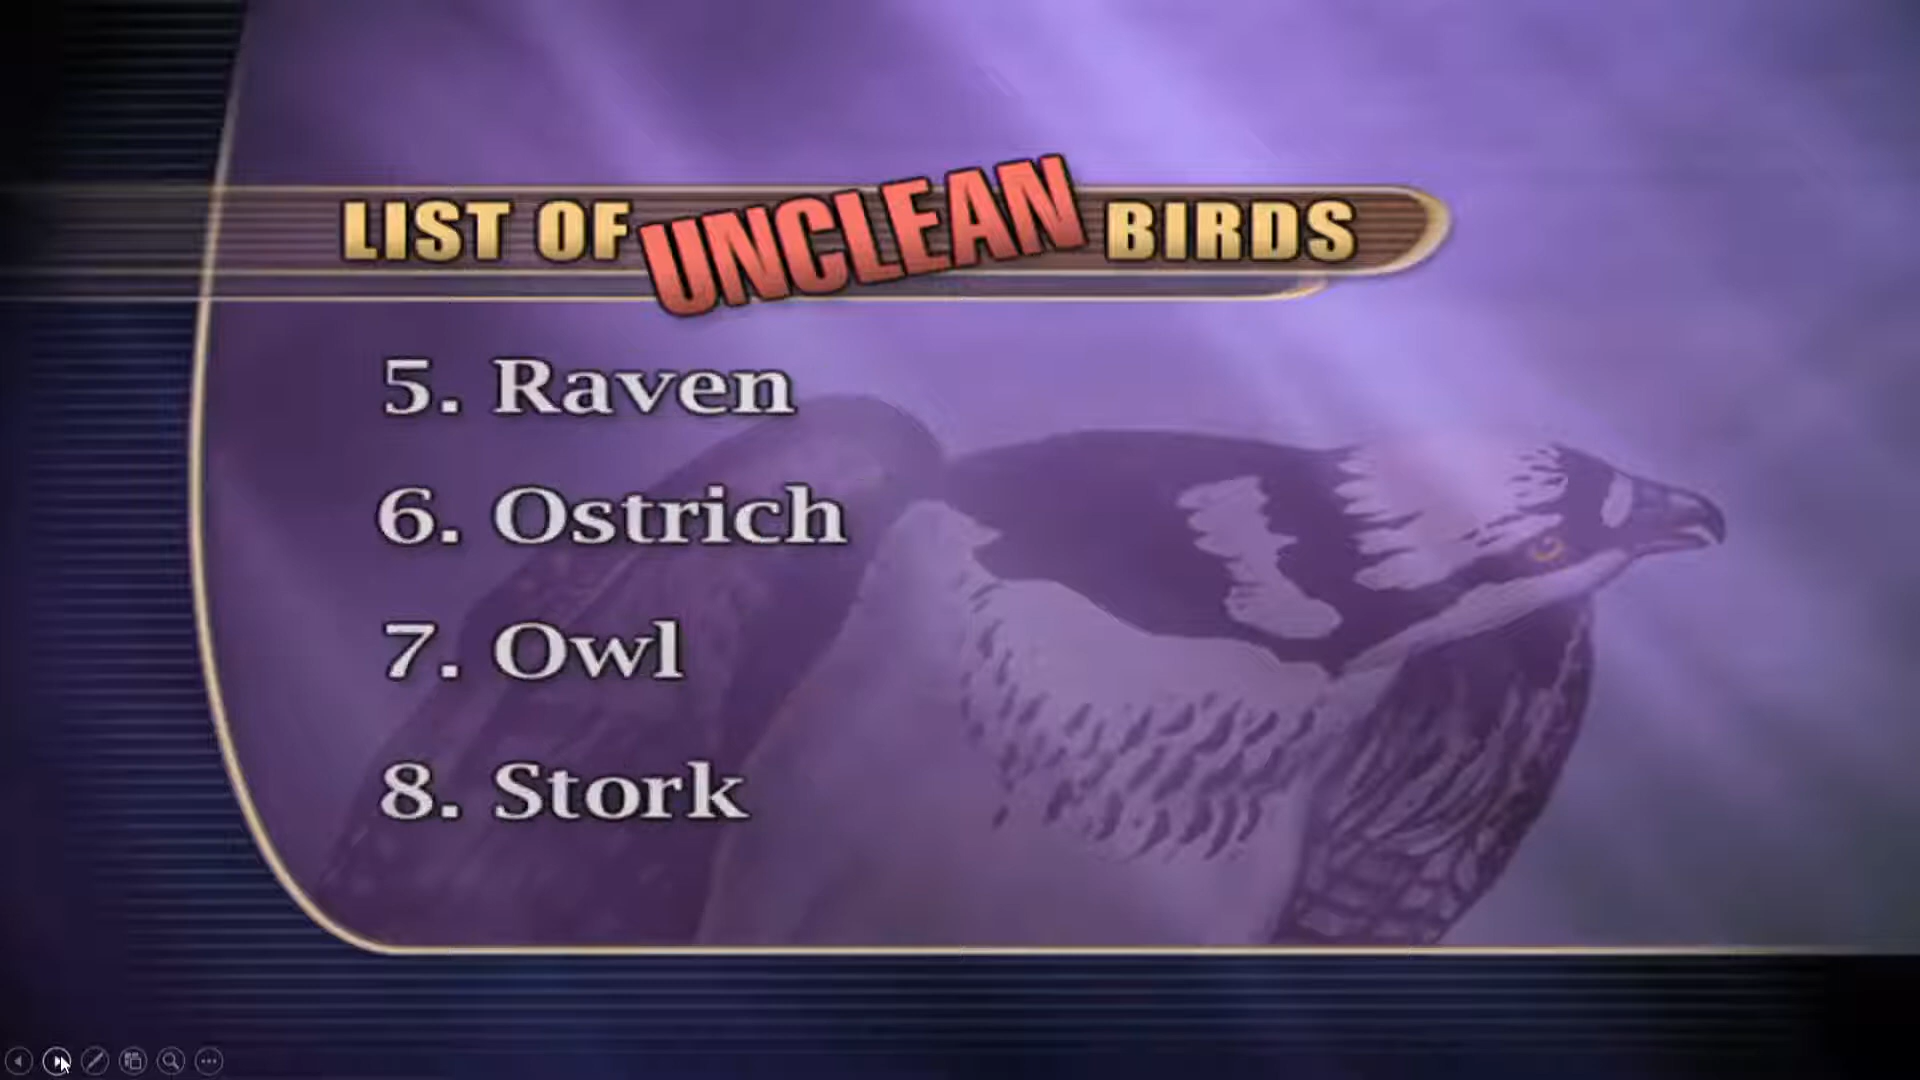 LIST OF UNCLEAN BIRDS
5. Raven
6. Ostrich
7. Owl
8. Stork